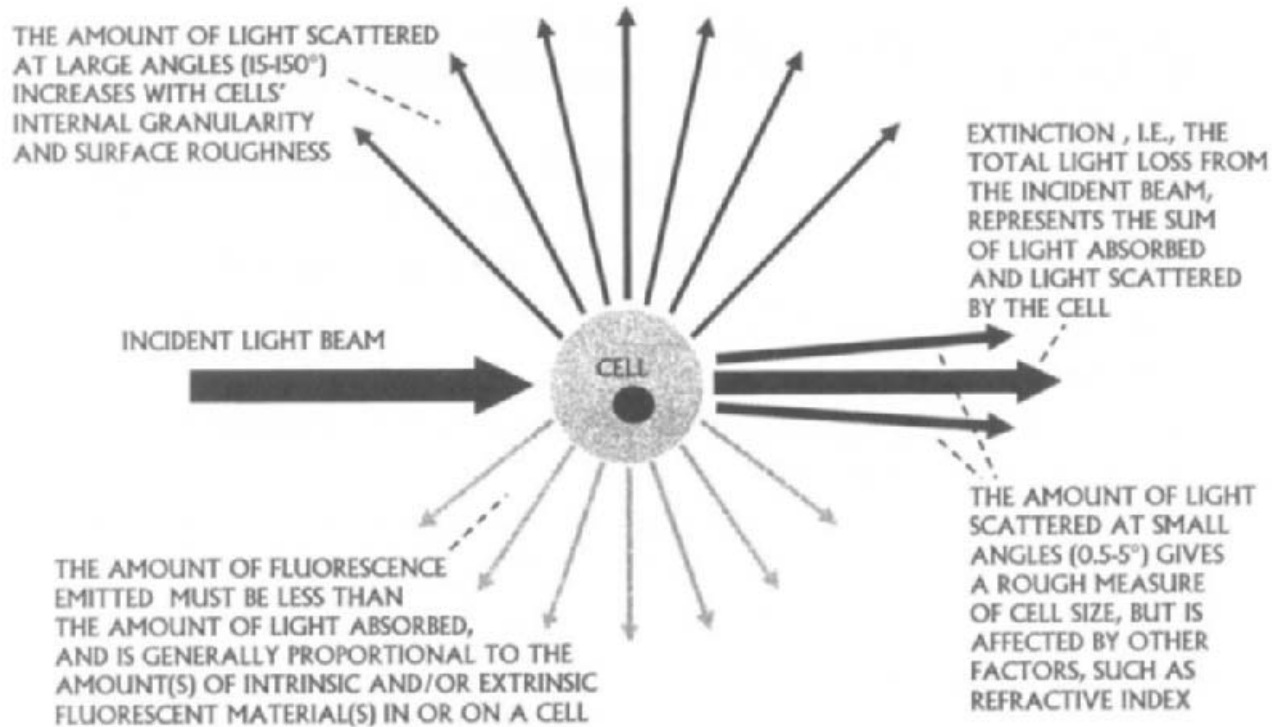 THE AMOUNT OF LIGHT SCATTERED
AT LARGE ANGLES (15-150°)
INCREASES WITH CELLS'
INTERNAL GRANULARITY
AND SURFACE ROUGHNESS
EXTINCTION , I.E., THE
TOTAL LIGHT LOSS FROM
THE INCIDENT BEAM,
REPRESENTS THE SUM
OF LIGHT ABSORBED
AND LIGHT SCATTERED
BY THE CELL
INCIDENT LIGHT BEAM
CELL
THE AMOUNT OF FLUORESCENCE
EMITTED MUST BE LESS THAN
THE AMOUNT OF LIGHT ABSORBED,
AND IS GENERALLY PROPORTIONAL TO THE
AMOUNT(S) OF INTRINSIC AND/OR EXTRINSIC
FLUORESCENT MATERIAL(S) IN OR ON A CELL
THE AMOUNT OF LIGHT
SCATTERED AT SMALL
ANGLES (0.5-5°) GIVES
A ROUGH MEASURE
OF CELL SIZE, BUT IS
AFFECTED BY OTHER
FACTORS, SUCH AS
REFRACTIVE INDEX